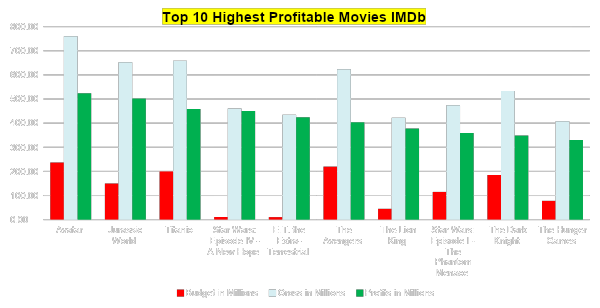 Top 10 Highest Profitable Movies IMDb
800.00
700.00
600.00
500.00
400.00
300.00
200.00
100.00
0.00
Avatar Jurassic Titanic Star Wars: E.T. the The The Lion Star Wars: The Dark The Hunger
World Episode IV - Extra- Avengers King Episode I - Knight Games
A New Hope Terrestrial The
Phantom
Menace
Budget in Millions Gross in Millions Profits in Millions